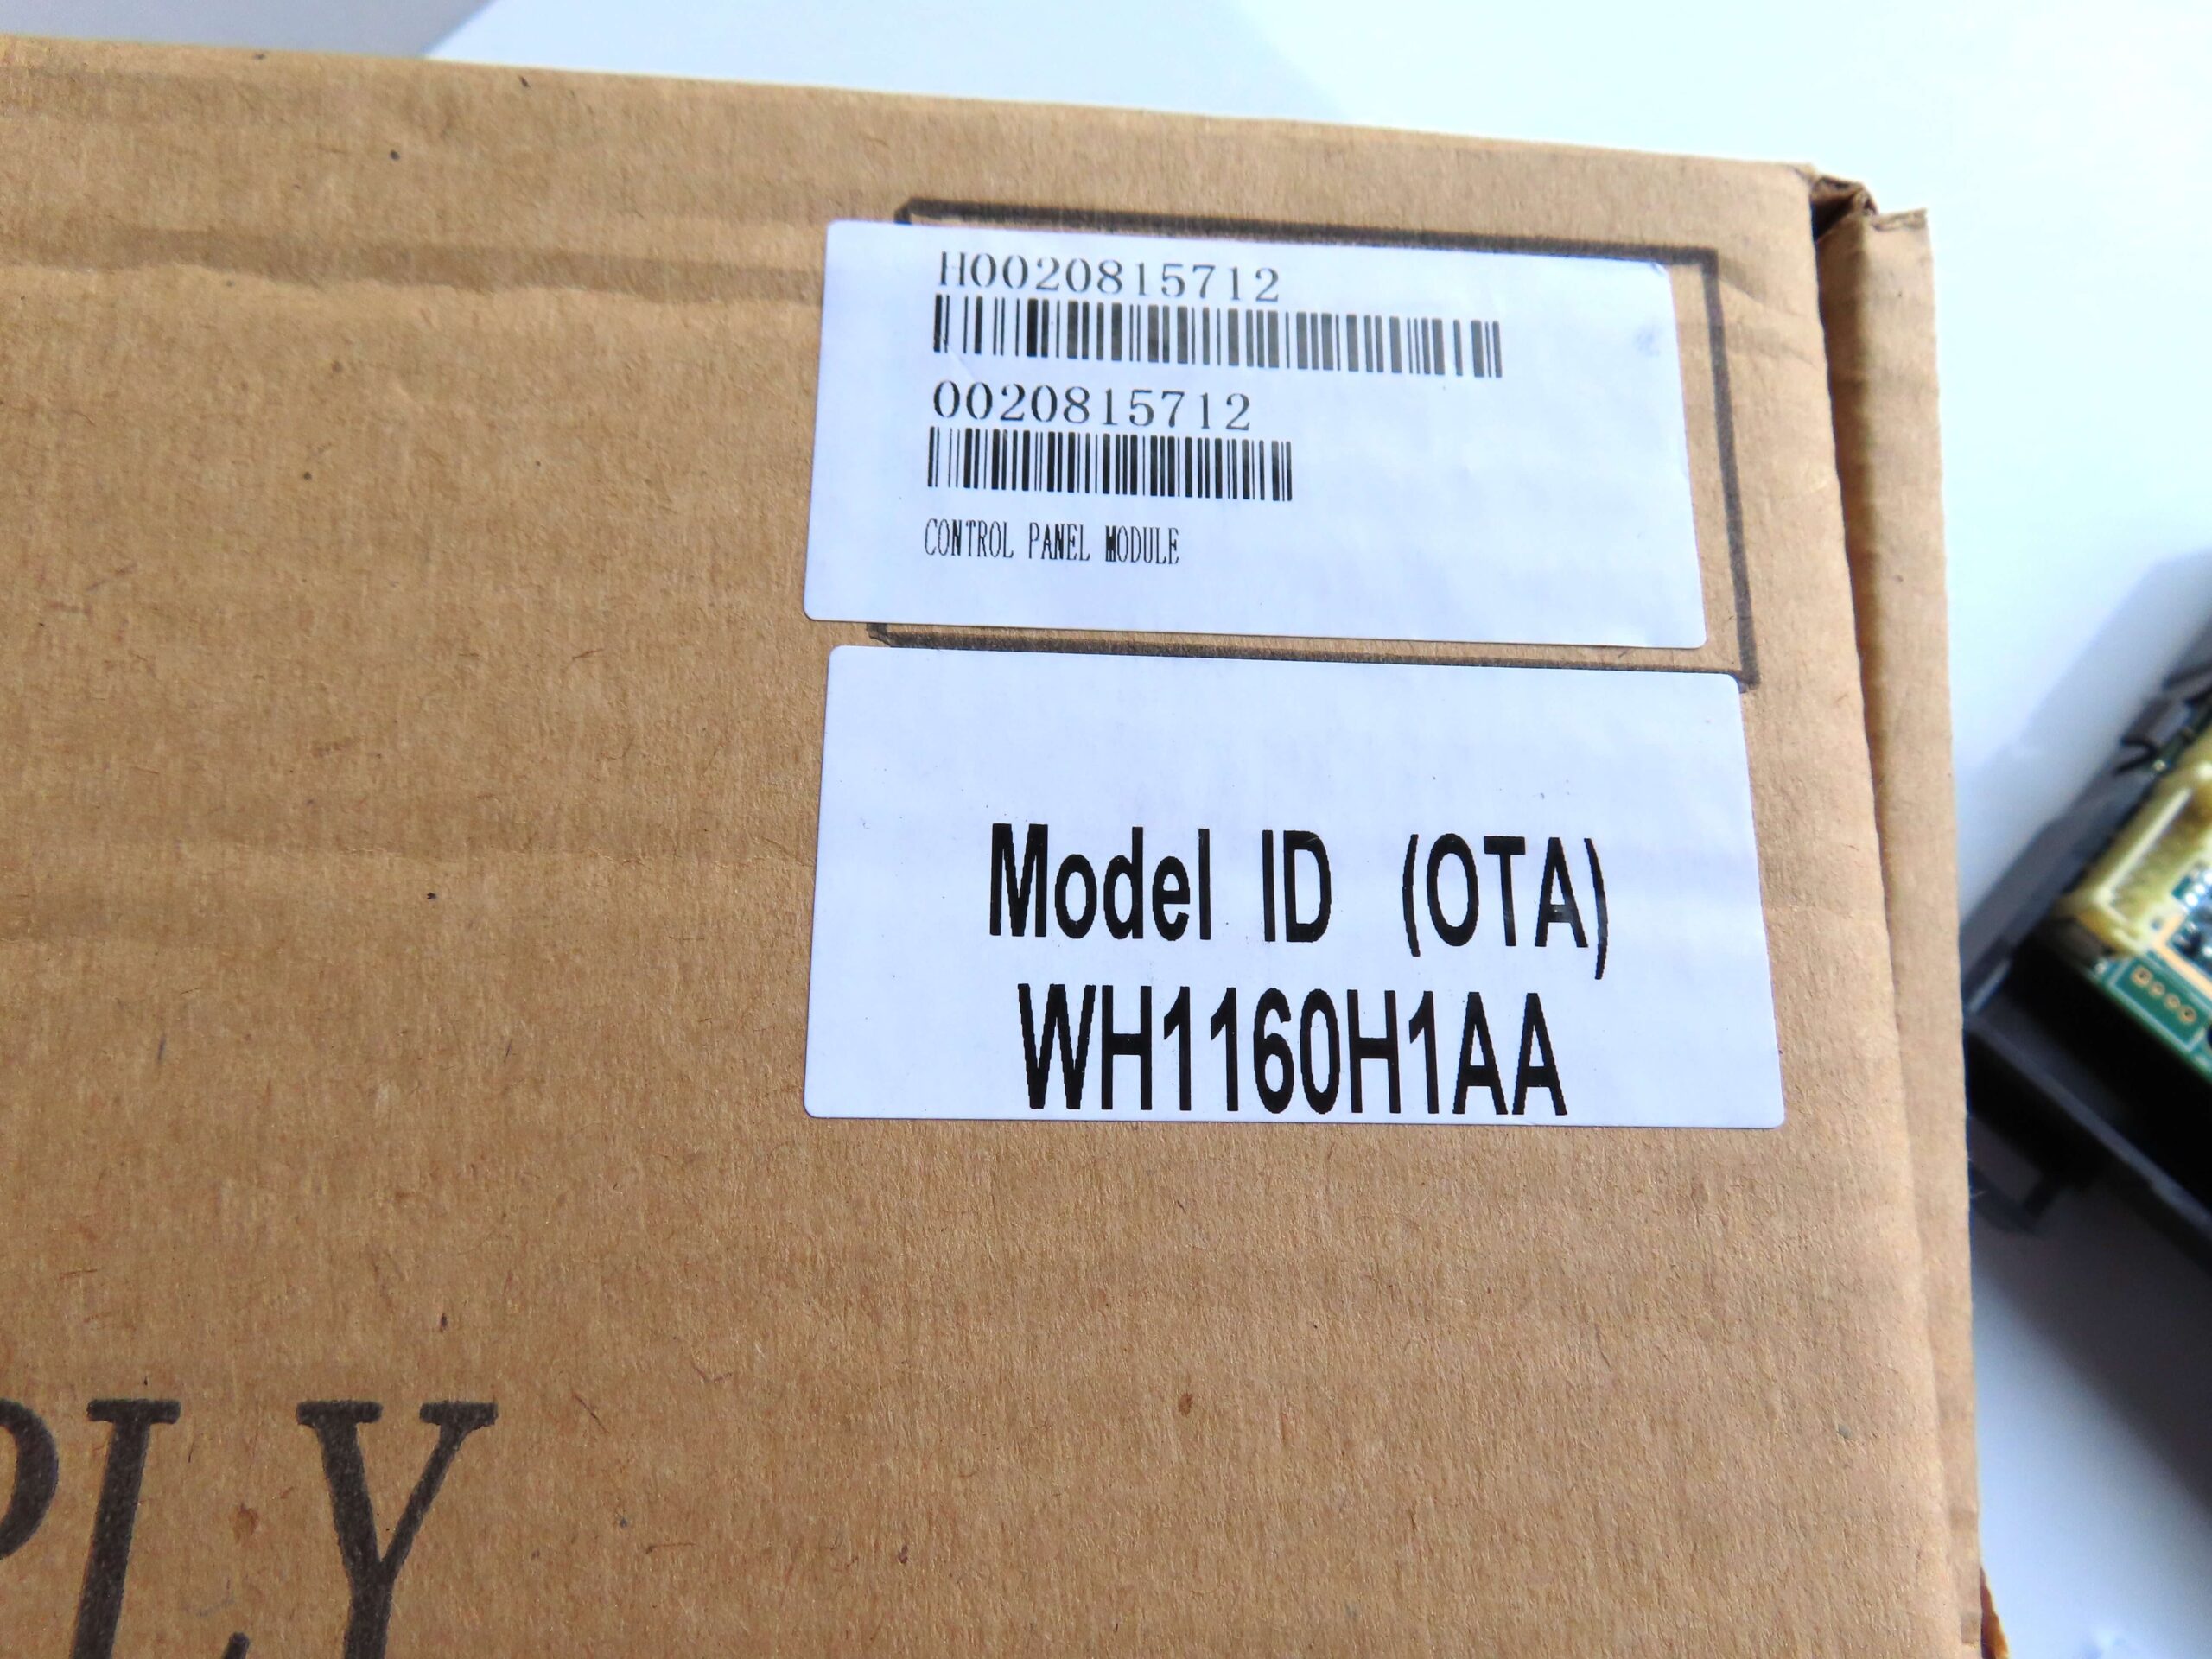 H0020815712
0020815712
CONTROL PANEL MODULE
Model ID (OTA)
WH1160H1AA
PLY